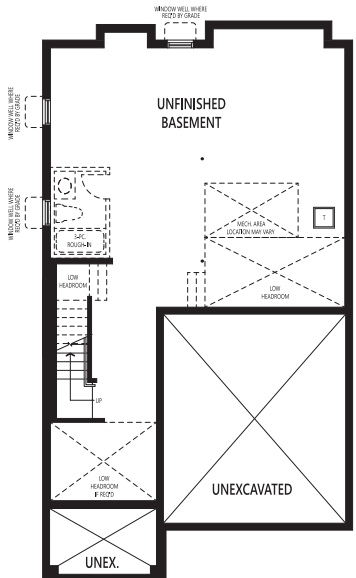 WINDOW WELL WHERE
REQ'D BY GRADE
UNFINISHED
BASEMENT
WINDOW WELL WHERE
REQ'D BY GRADE
WINDOW WELL WHERE
REQ'D BY GRADE
3-PC.
ROUGH-IN
MECH. AREA
LOCATION MAY VARY
T
LOW
HEADROOM
LOW
HEADROOM
UP
LOW
HEADROOM
IF REQ'D
UNEXCAVATED
UNEX.